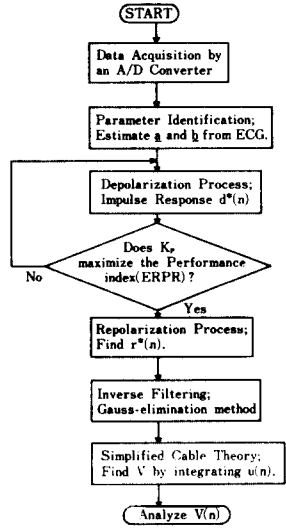 START
Data Acquisition by
an A/D Converter
Parameter Identification;
Estimate a and b from ECG.
Depolarization Process;
Impulse Response d*(n)
Does Kₚ
maximize the Performance
index(ERPR) ?
No
Yes
Repolarization Process;
Find r*(n).
Inverse Filtering;
Gauss-elimination method
Simplified Cable Theory;
Find V by integrating u(n).
Analyze V(n)